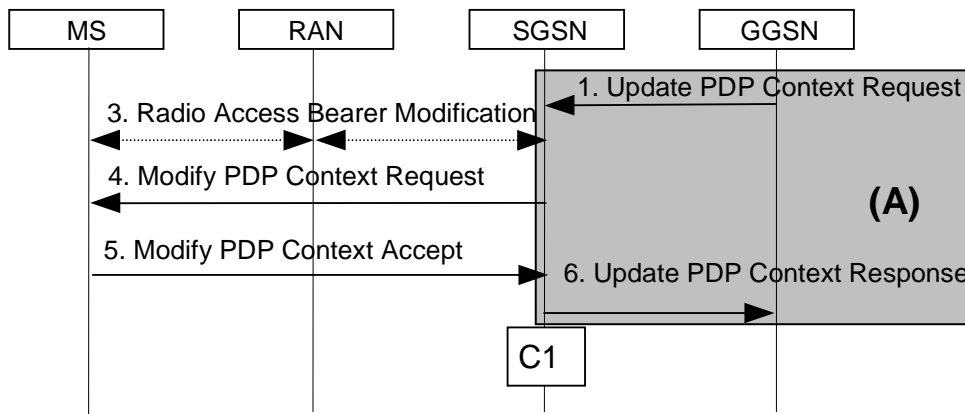 MS
RAN
SGSN
GGSN
1. Update PDP Context Request
3. Radio Access Bearer Modification
4. Modify PDP Context Request
(A)
5. Modify PDP Context Accept
6. Update PDP Context Response
C1